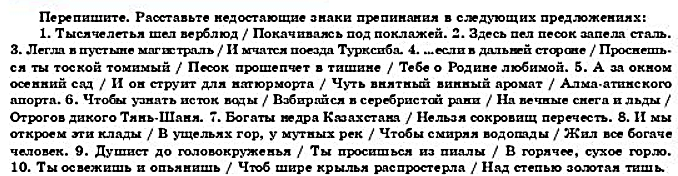 Перепишите. Расставьте недостающие знаки препинания в следующих предложениях:
1. Тысячелетья шел верблюд / Покачиваясь под поклажей. 2. Здесь пел песок запела сталь.
3. Легла в пустыне магистраль / И мчатся поезда Турксиба. 4. ...если в дальней стороне / Проснешь-
ся ты тоской томимый / Песок прошепчет в тишине / Тебе о Родине любимой. 5. А за окном
осенний сад / И он струит для натюрморта / Чуть внятный винный аромат / Алма-атинского
апорта. 6. Чтобы узнать исток воды / Взбирайся в серебристой рани / На вечные снега и льды /
Отрогов дикого Тянь-Шаня. 7. Богаты недра Казахстана / Нельзя сокровищ перечесть. 8. И мы
откроем эти клады / В ущельях гор, у мутных рек / Чтобы смиряя водопады / Жил все богаче
человек. 9. Душист до головокруженья / Ты просишься из пиалы / В горячее, сухое горло.
10. Ты освежишь и опьянишь / Чтоб шире крылья распростерла / Над степью золотая тишь.